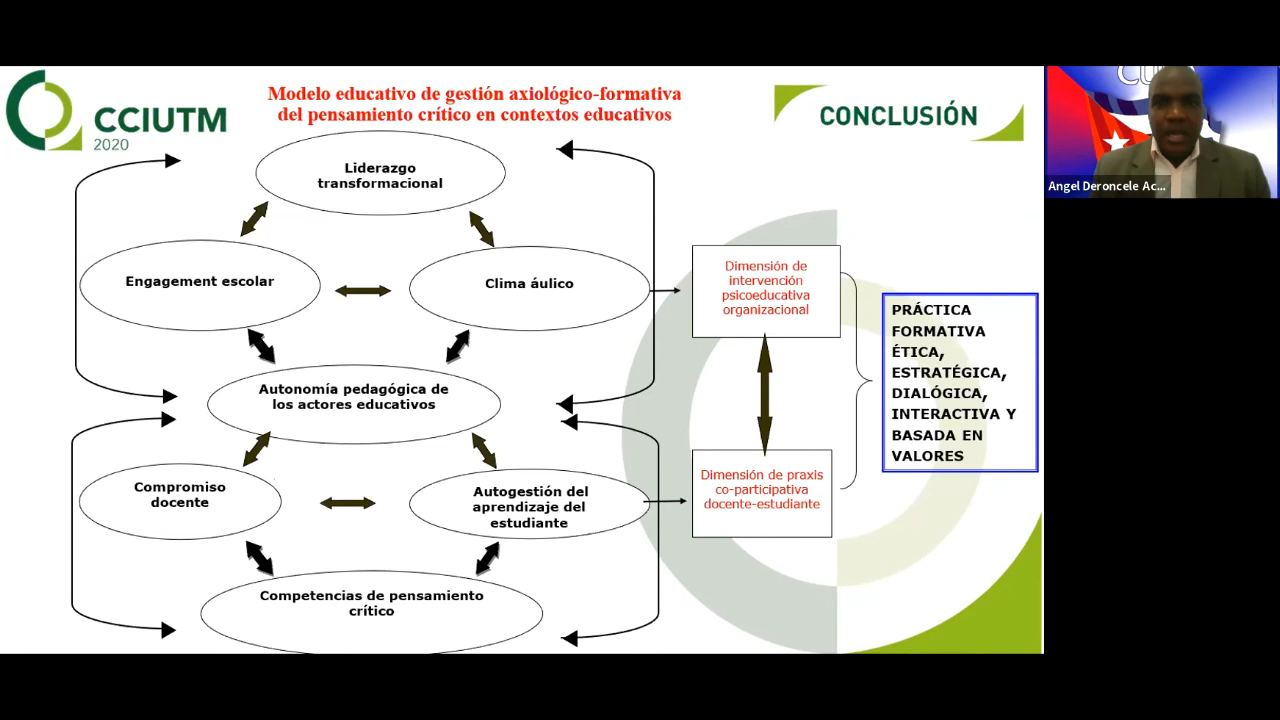 CCIUTM
2020
Modelo educativo de gestión axiológico-formativa
del pensamiento crítico en contextos educativos
CONCLUSIÓN
Angel Deroncele Ac...
Liderazgo
transformacional
Engagement escolar
Clima áulico
Autonomía pedagógica de
los actores educativos
Compromiso
docente
Autogestión del
aprendizaje del
estudiante
Competencias de pensamiento
crítico
Dimensión de
intervención
psicoeducativa
organizacional
Dimensión de praxis
co-participativa
docente-estudiante
PRÁCTICA
FORMATIVA
ÉTICA,
ESTRATÉGICA,
DIALÓGICA,
INTERACTIVA Y
BASADA EN
VALORES